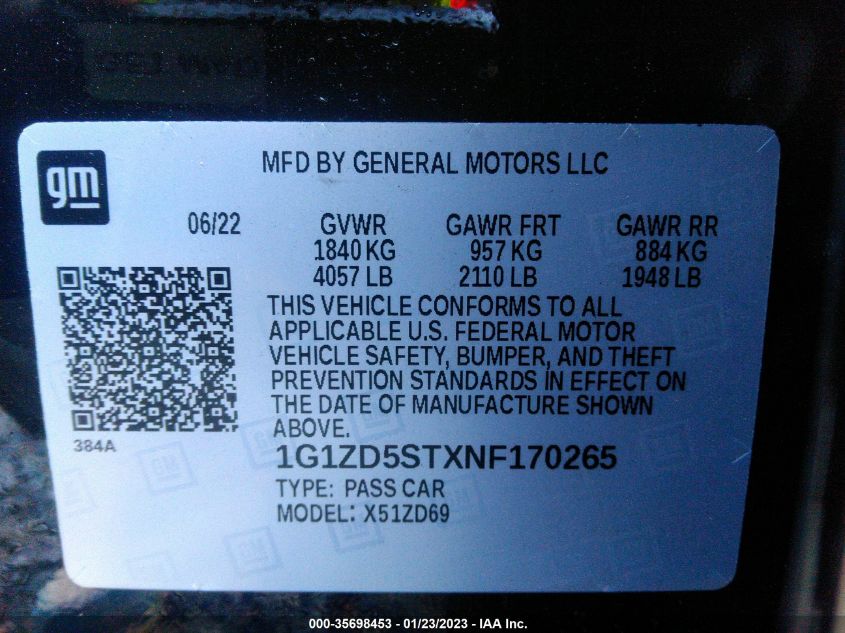 gm
MFD BY GENERAL MOTORS LLC
06/22 GVWR GAWR FRT GAWR RR
1840 KG 957 KG 884 KG
4057 LB 2110 LB 1948 LB
THIS VEHICLE CONFORMS TO ALL
APPLICABLE U.S. FEDERAL MOTOR
VEHICLE SAFETY, BUMPER, AND THEFT
PREVENTION STANDARDS IN EFFECT ON
THE DATE OF MANUFACTURE SHOWN
ABOVE.
384A
1G1ZD5STXNF170265
TYPE: PASS CAR
MODEL: X51ZD69
000-35698453 - 01/23/2023 - IAA Inc.